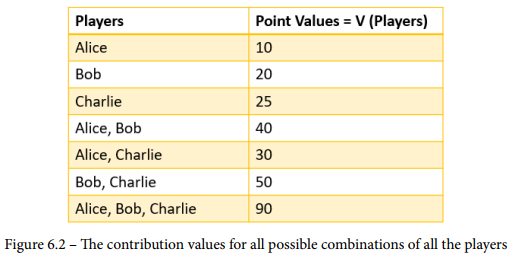 Players Point Values = V (Players)
Alice 10
Bob 20
Charlie 25
Alice, Bob 40
Alice, Charlie 30
Bob, Charlie 50
Alice, Bob, Charlie 90
Figure 6.2 – The contribution values for all possible combinations of all the players